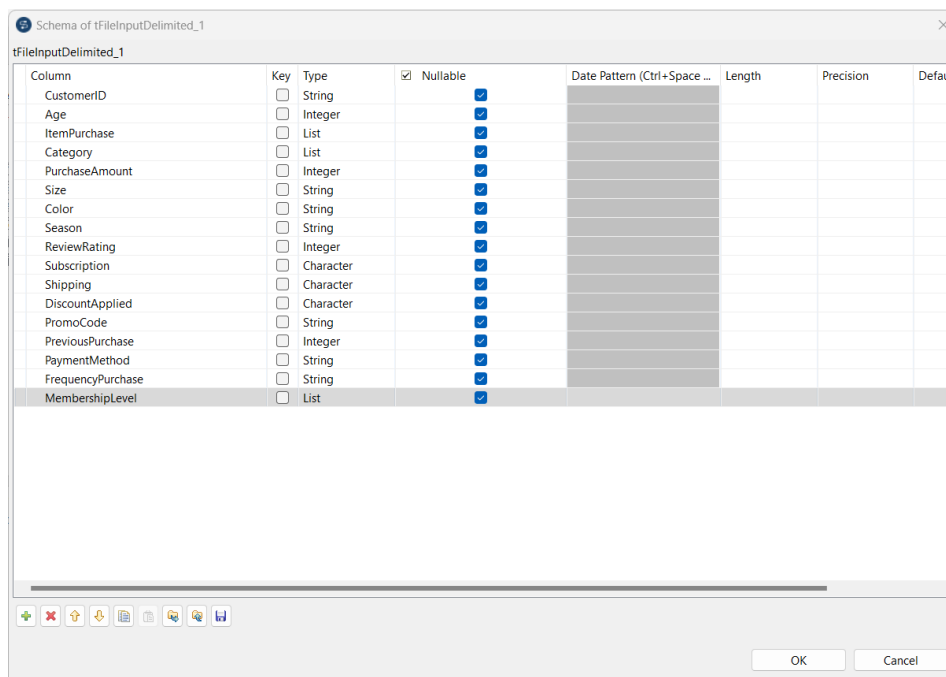 Schema of tFileInputDelimited_1
tFileInputDelimited_1
Column Key Type Nullable Date Pattern (Ctrl+Space ... Length Precision Defau
CustomerID String
Age Integer
ItemPurchase List
Category List
PurchaseAmount Integer
Size String
Color String
Season String
ReviewRating Integer
Subscription Character
Shipping Character
DiscountApplied Character
PromoCode String
PreviousPurchase Integer
PaymentMethod String
FrequencyPurchase String
MembershipLevel List
OK Cancel